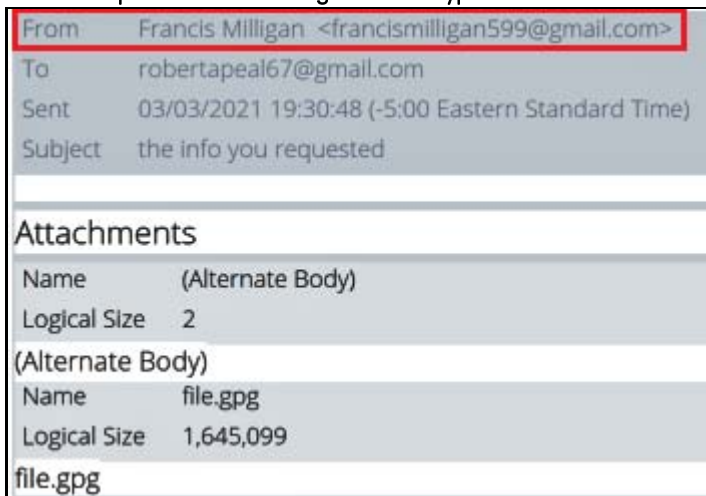 From Francis Milligan <francismilligan599@gmail.com>
To robertapeal67@gmail.com
Sent 03/03/2021 19:30:48 (-5:00 Eastern Standard Time)
Subject the info you requested
Attachments
Name (Alternate Body)
Logical Size 2
(Alternate Body)
Name file.gpg
Logical Size 1,645,099
file.gpg